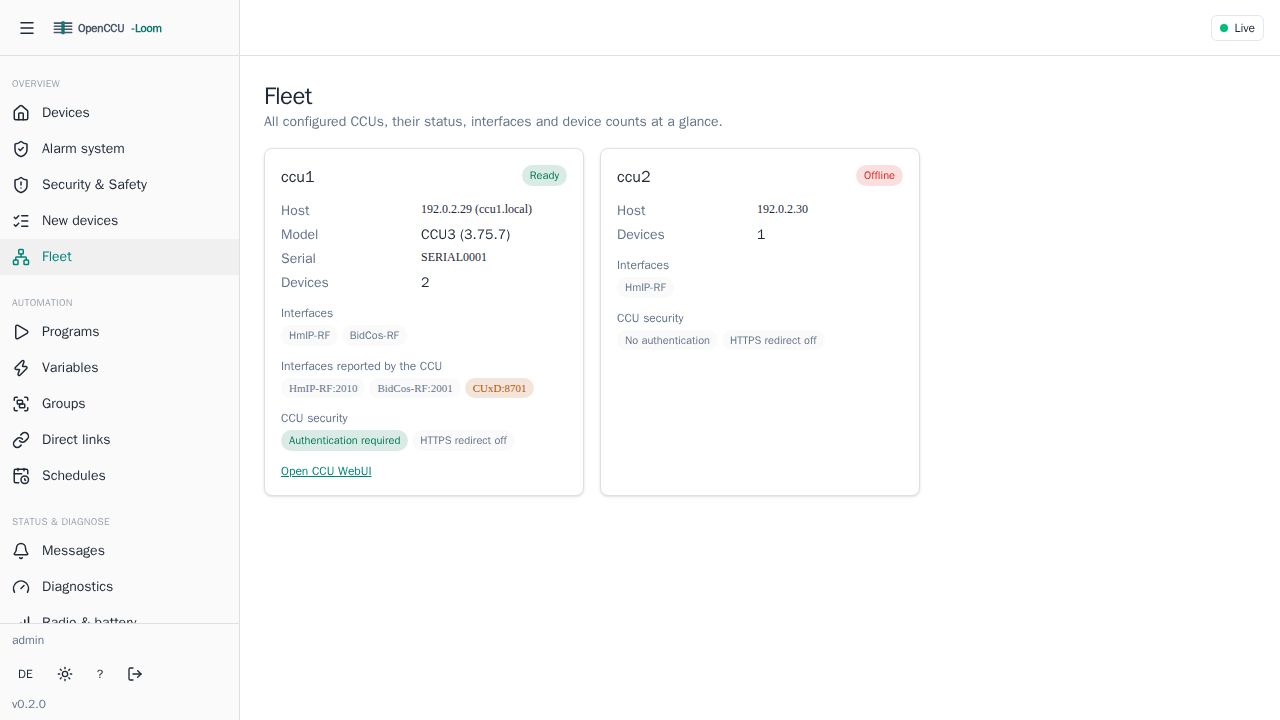 OpenCCU -Loom
Live
OVERVIEW
Devices
Alarm system
Security & Safety
New devices
Fleet
AUTOMATION
Programs
Variables
Groups
Direct links
Schedules
STATUS & DIAGNOSE
Messages
Diagnostics
Radio & battery
admin
DE
?
v0.2.0
Fleet
All configured CCUs, their status, interfaces and device counts at a glance.
ccu1 Ready
Host 192.0.2.29 (ccu1.local)
Model CCU3 (3.75.7)
Serial SERIAL0001
Devices 2
Interfaces
HmIP-RF BidCos-RF
Interfaces reported by the CCU
HmIP-RF:2010 BidCos-RF:2001 CUxD:8701
CCU security
Authentication required HTTPS redirect off
Open CCU WebUI
ccu2 Offline
Host 192.0.2.30
Devices 1
Interfaces
HmIP-RF
CCU security
No authentication HTTPS redirect off